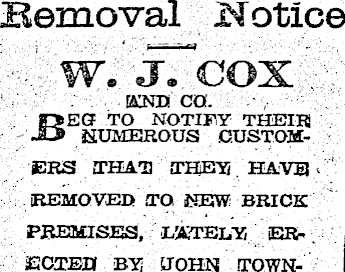 Removal Notice
W. J. COX
AND CO.
BEG TO NOTIFY THEIR
NUMEROUS CUSTOM-
ERS THAT THEY HAVE
REMOVED TO NEW BRICK
PREMISES, LATELY ER-
ECTED BY JOHN TOWN-